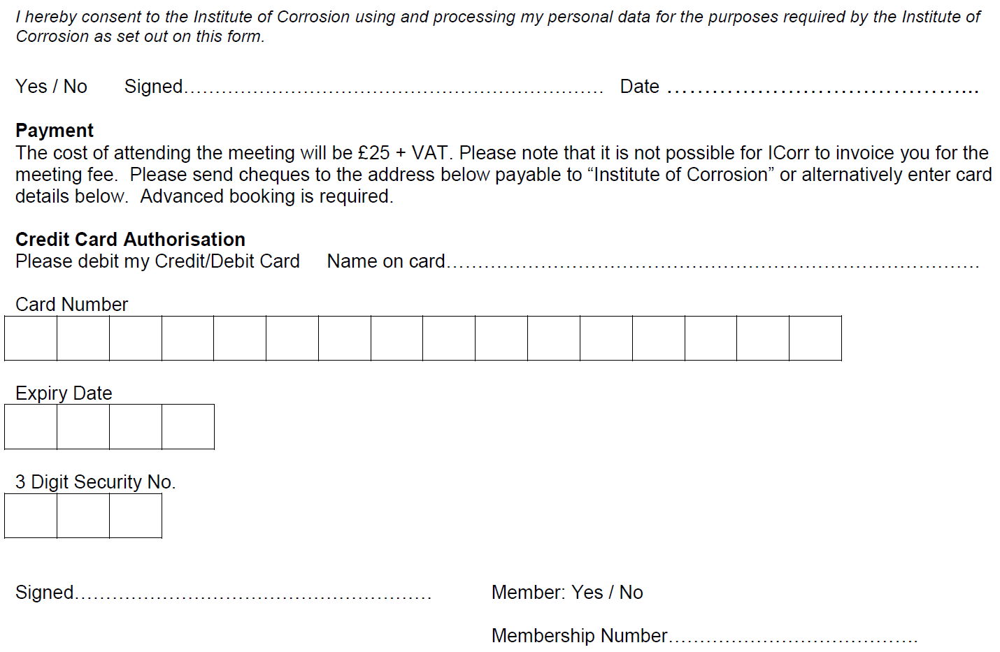 I hereby consent to the Institute of Corrosion using and processing my personal data for the purposes required by the Institute of
Corrosion as set out on this form.
Yes / No Signed………………………………………………………… Date ………………………………………...
Payment
The cost of attending the meeting will be £25 + VAT. Please note that it is not possible for ICorr to invoice you for the
meeting fee. Please send cheques to the address below payable to “Institute of Corrosion” or alternatively enter card
details below. Advanced booking is required.
Credit Card Authorisation
Please debit my Credit/Debit Card Name on card…………………………………………………………………………
Card Number
Expiry Date
3 Digit Security No.
Signed………………………………………………… Member: Yes / No
Membership Number………………………………….